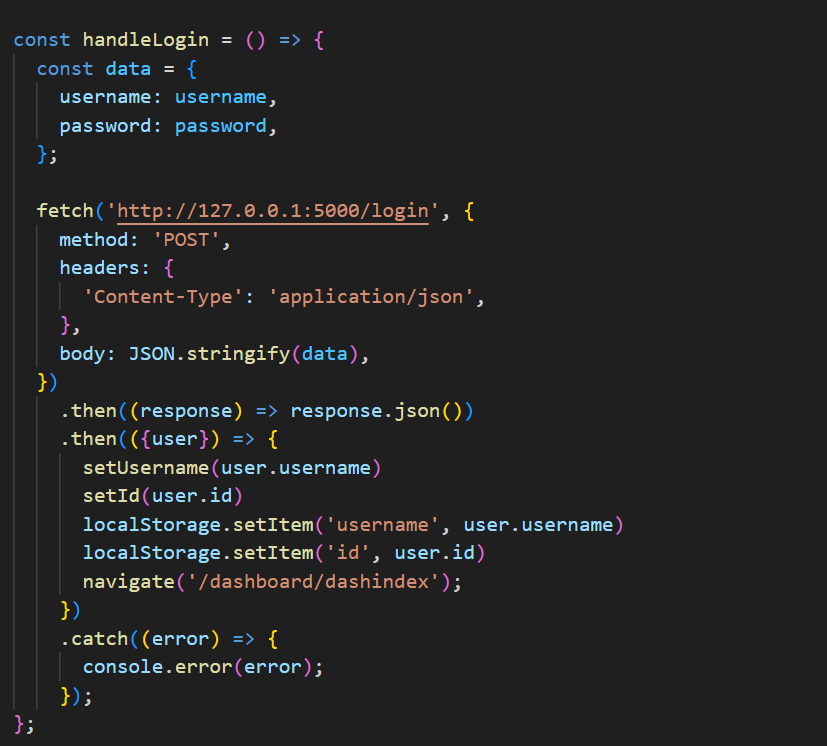 const handleLogin = () => {
  const data = {
    username: username,
    password: password,
  };

  fetch('http://127.0.0.1:5000/login', {
    method: 'POST',
    headers: {
      'Content-Type': 'application/json',
    },
    body: JSON.stringify(data),
  })
    .then((response) => response.json())
    .then(({user}) => {
      setUsername(user.username)
      setId(user.id)
      localStorage.setItem('username', user.username)
      localStorage.setItem('id', user.id)
      navigate('/dashboard/dashindex');
    })
    .catch((error) => {
      console.error(error);
    });
};